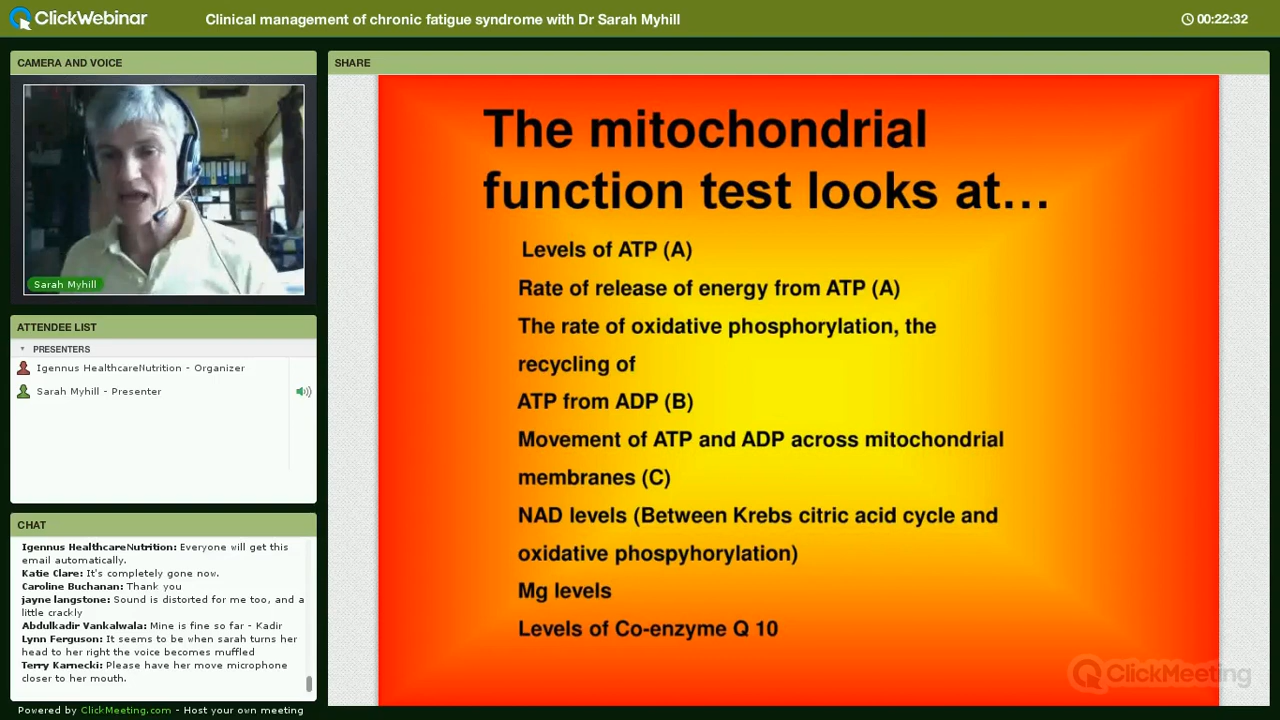 ClickWebinar
Clinical management of chronic fatigue syndrome with Dr Sarah Myhill
00:22:32
CAMERA AND VOICE
Sarah Myhill
ATTENDEE LIST
PRESENTERS
Igennus HealthcareNutrition - Organizer
Sarah Myhill - Presenter
CHAT
Igennus HealthcareNutrition: Everyone will get this
email automatically.
Katie Clare: It's completely gone now.
Caroline Buchanan: Thank you
jayne langstone: Sound is distorted for me too, and a
little crackly
Abdulkadir Vankalwala: Mine is fine so far - Kadir
Lynn Ferguson: It seems to be when sarah turns her
head to her right the voice becomes muffled
Terry Karnecki: Please have her move microphone
closer to her mouth.
Powered by ClickMeeting.com - Host your own meeting
SHARE
The mitochondrial
function test looks at...
Levels of ATP (A)
Rate of release of energy from ATP (A)
The rate of oxidative phosphorylation, the
recycling of
ATP from ADP (B)
Movement of ATP and ADP across mitochondrial
membranes (C)
NAD levels (Between Krebs citric acid cycle and
oxidative phospyhorylation)
Mg levels
Levels of Co-enzyme Q 10
ClickMeeting